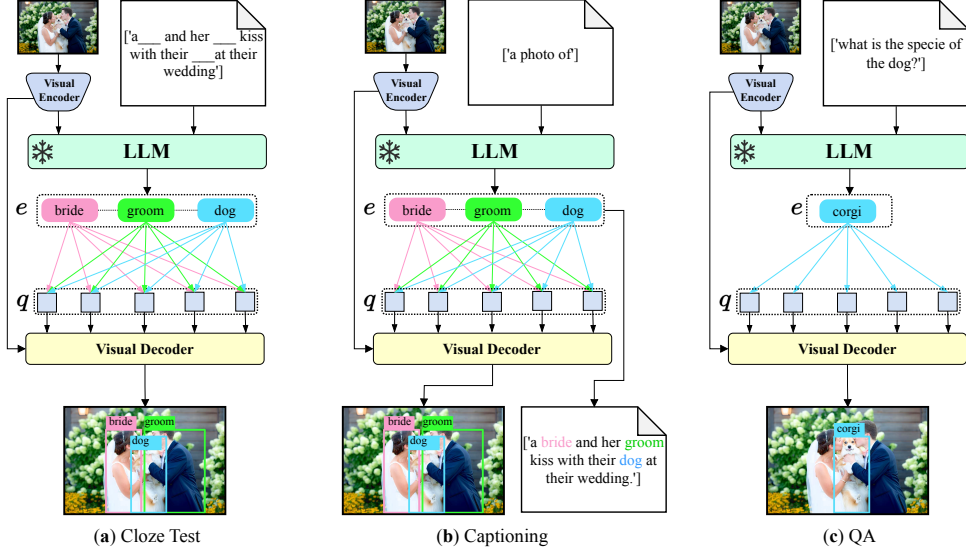 ['a___ and her ___ kiss
with their ___at their
wedding']
Visual
Encoder
LLM
e
bride
groom
dog
q
Visual Decoder
bride
groom
dog
(a) Cloze Test
['a photo of']
Visual
Encoder
LLM
e
bride
groom
dog
q
Visual Decoder
bride
groom
dog
['a bride and her groom
kiss with their dog at
their wedding.']
(b) Captioning
['what is the specie of
the dog?']
Visual
Encoder
LLM
e
corgi
q
Visual Decoder
corgi
(c) QA